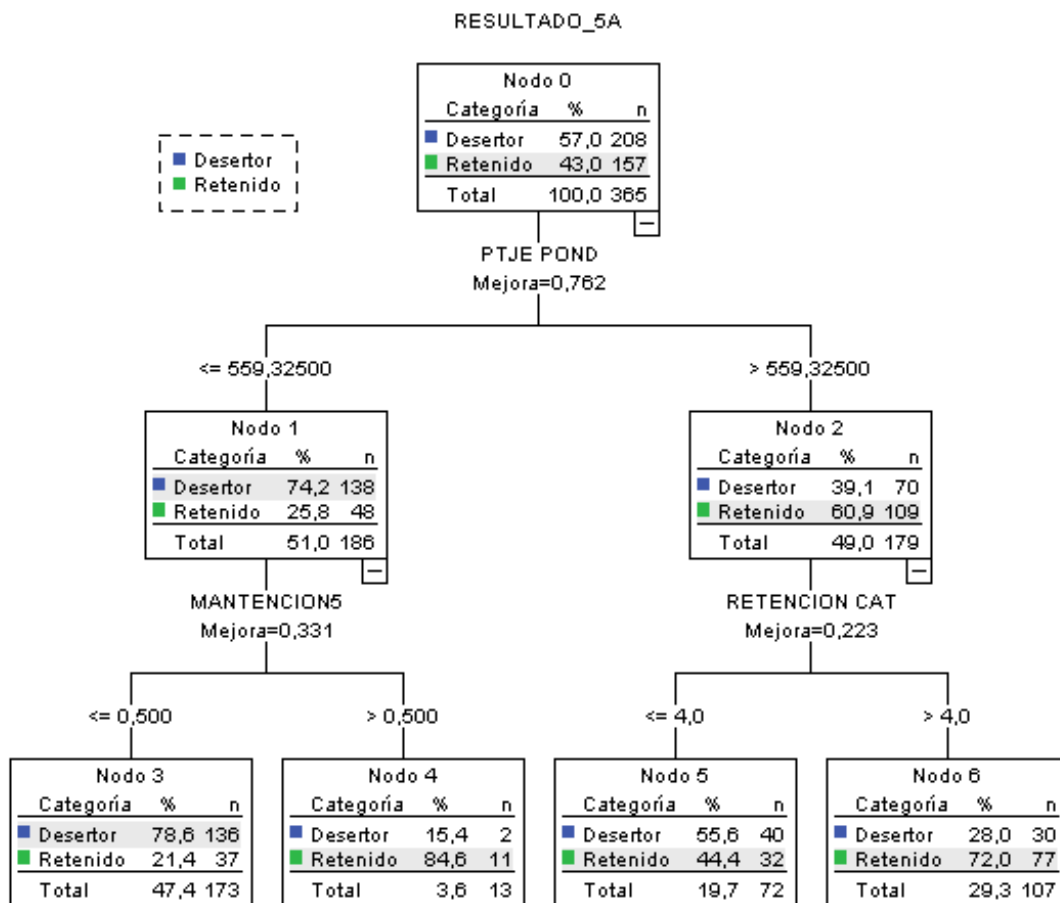 RESULTADO_5A
Desertor
Retenido
Nodo 0
Categoría % n
Desertor 57,0 208
Retenido 43,0 157
Total 100,0 365
PTJE POND
Mejora=0,762
<= 559,32500
> 559,32500
Nodo 1
Categoría % n
Desertor 74,2 138
Retenido 25,8 48
Total 51,0 186
Nodo 2
Categoría % n
Desertor 39,1 70
Retenido 60,9 109
Total 49,0 179
MANTENCION5
Mejora=0,331
RETENCION CAT
Mejora=0,223
<= 0,500
> 0,500
<= 4,0
> 4,0
Nodo 3
Categoría % n
Desertor 78,6 136
Retenido 21,4 37
Total 47,4 173
Nodo 4
Categoría % n
Desertor 15,4 2
Retenido 84,6 11
Total 3,6 13
Nodo 5
Categoría % n
Desertor 55,6 40
Retenido 44,4 32
Total 19,7 72
Nodo 6
Categoría % n
Desertor 28,0 30
Retenido 72,0 77
Total 29,3 107